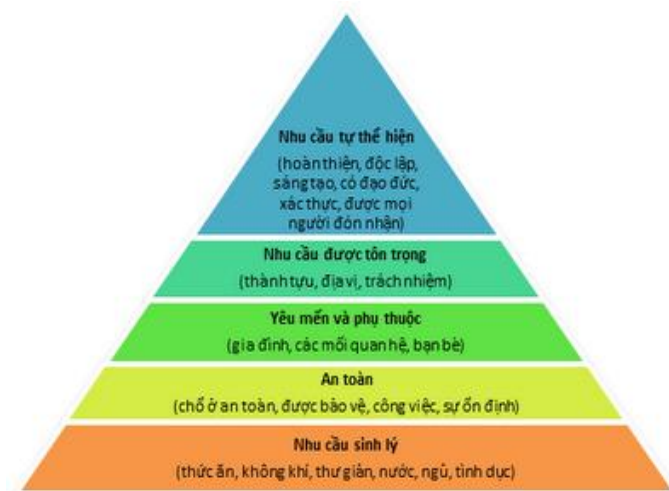 Nhu cầu tự thể hiện
(hoàn thiện, độc lập,
sáng tạo, có đạo đức,
xác thực, được mọi
người đón nhận)
Nhu cầu được tôn trọng
(thành tựu, địa vị, trách nhiệm)
Yêu mến và phụ thuộc
(gia đình, các mối quan hệ, bạn bè)
An toàn
(chổ ở an toàn, được bảo vệ, công việc, sự ổn định)
Nhu cầu sinh lý
(thức ăn, không khí, thư giản, nước, ngủ, tình dục)